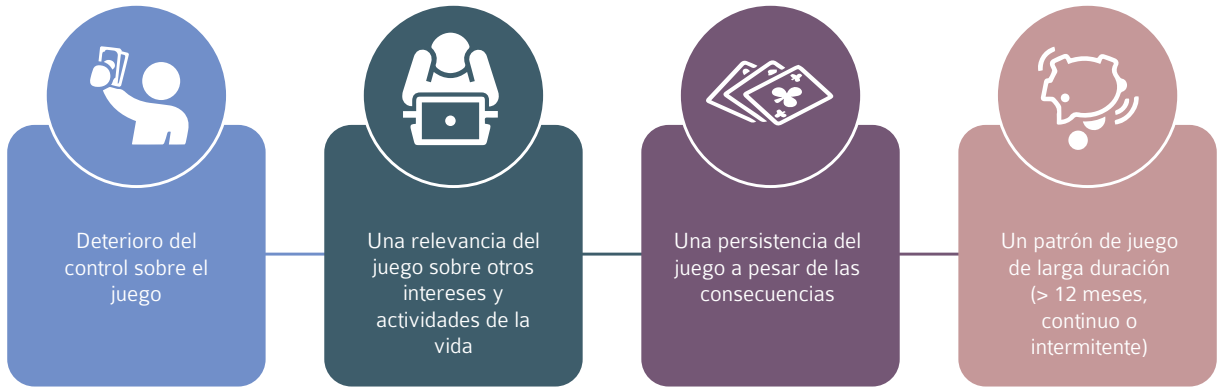 Deterioro del
control sobre el
juego
Una relevancia del
juego sobre otros
intereses y
actividades de la
vida
Una persistencia del
juego a pesar de las
consecuencias
Un patrón de juego
de larga duración
(> 12 meses,
continuo o
intermitente)